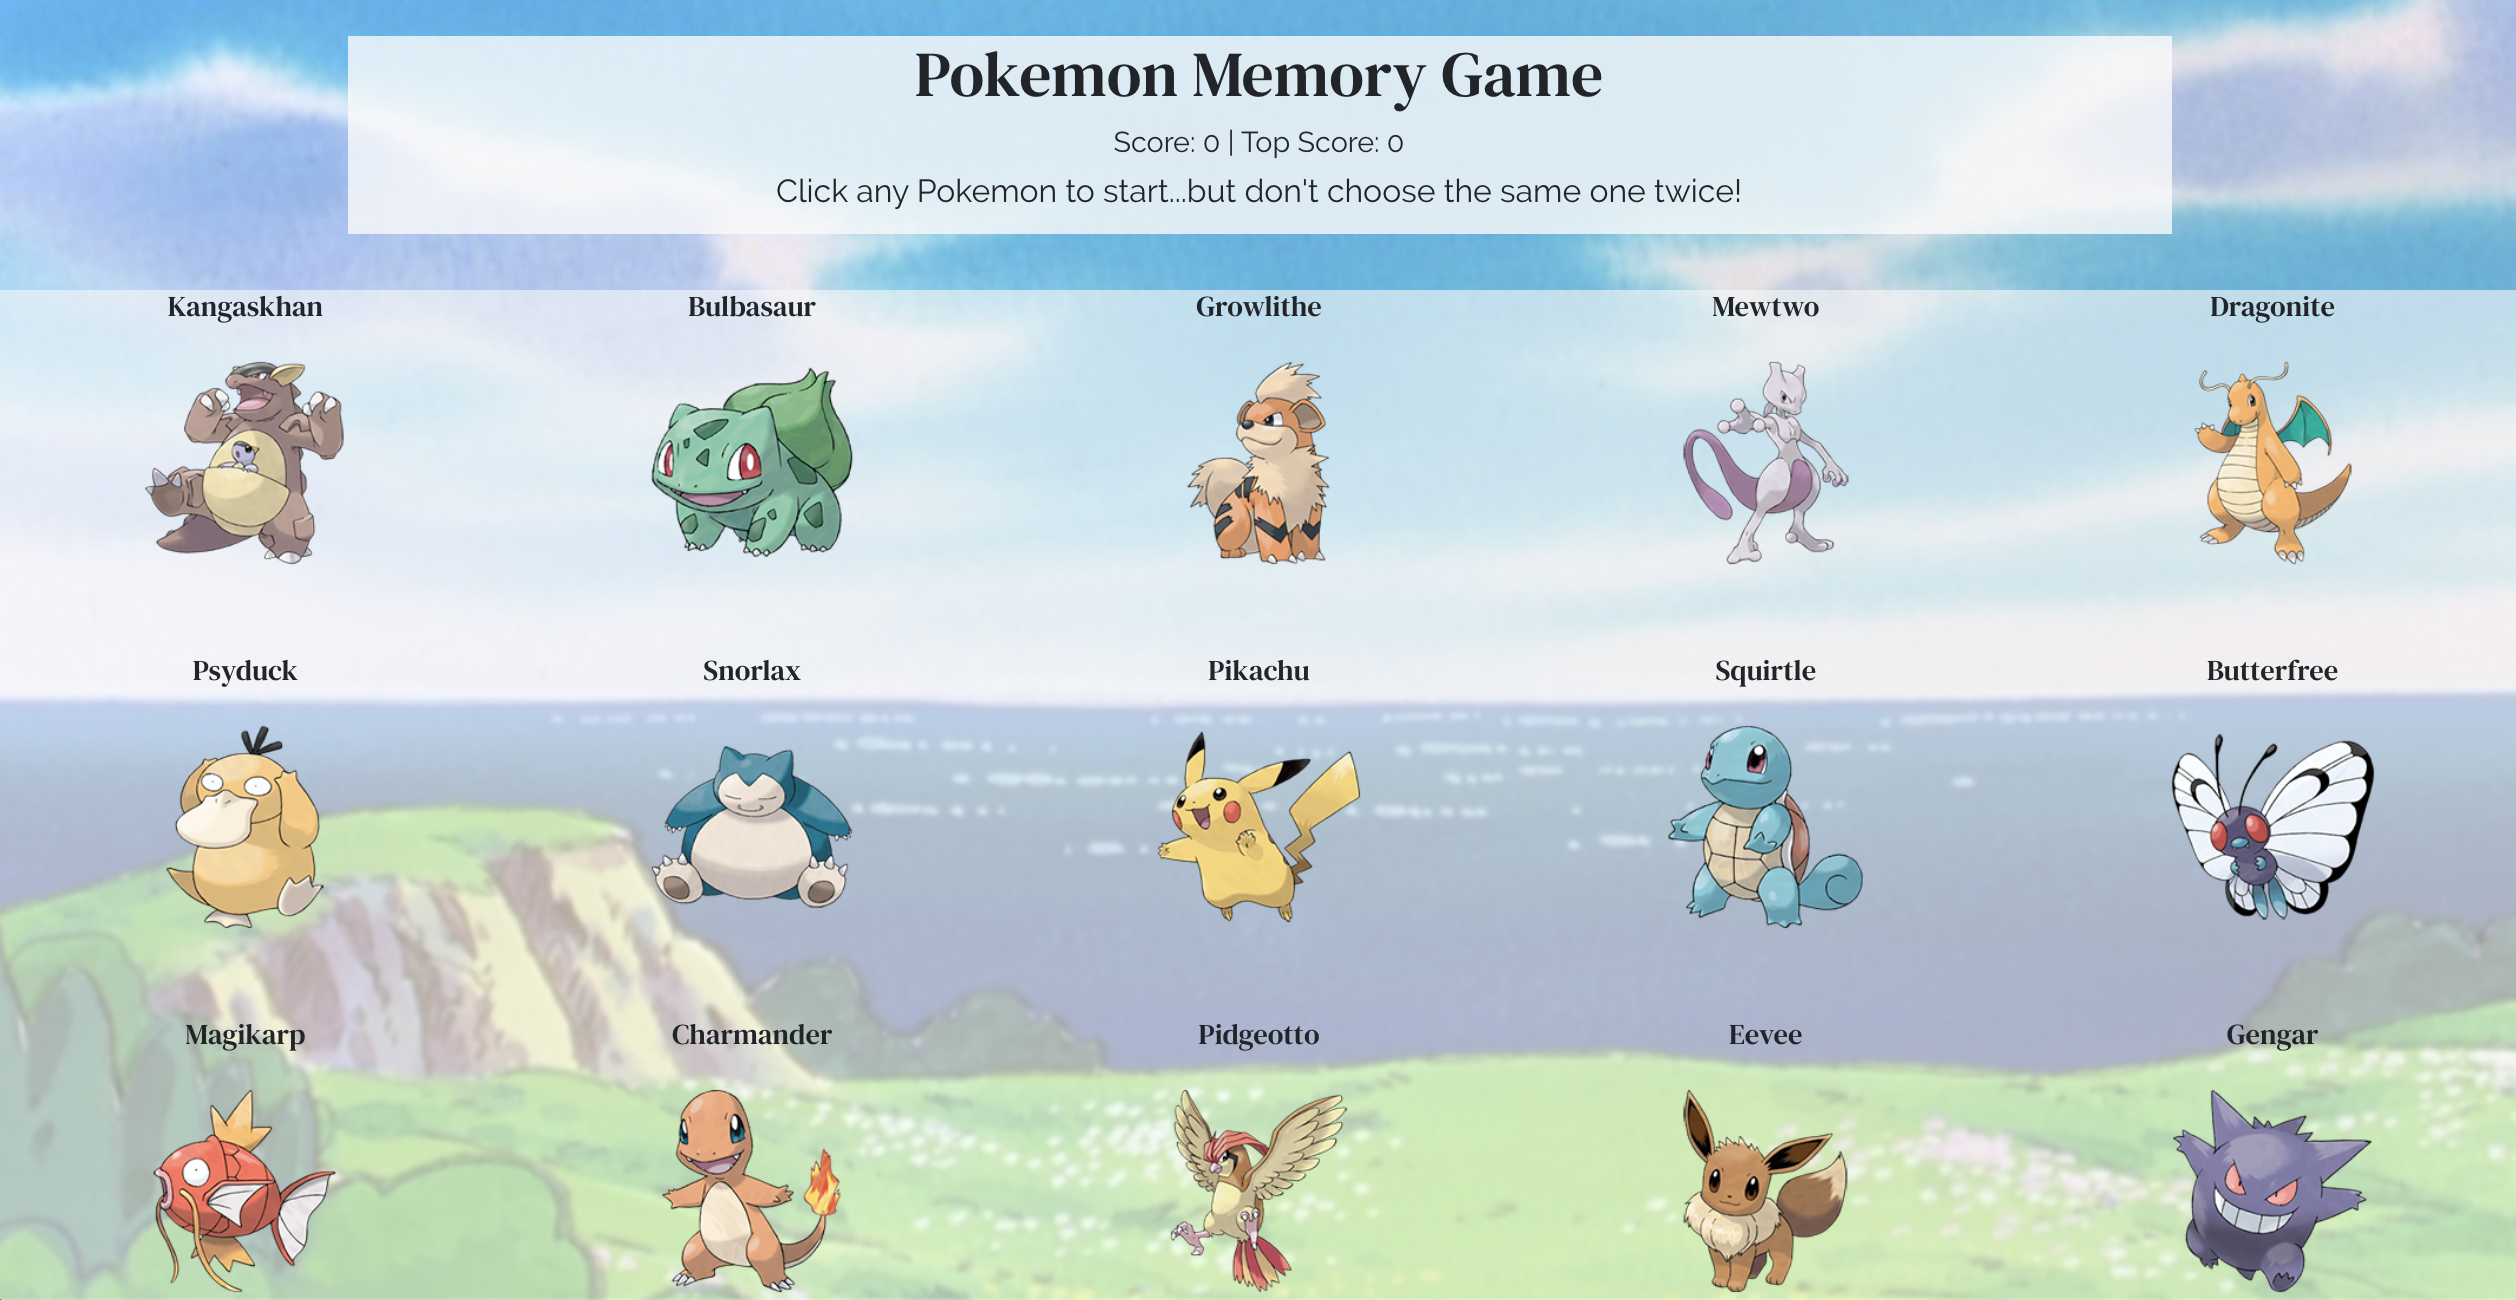 Pokemon Memory Game
Score: 0 | Top Score: 0
Click any Pokemon to start...but don't choose the same one twice!
Kangaskhan
Bulbasaur
Growlithe
Mewtwo
Dragonite
Psyduck
Snorlax
Pikachu
Squirtle
Butterfree
Magikarp
Charmander
Pidgeotto
Eevee
Gengar